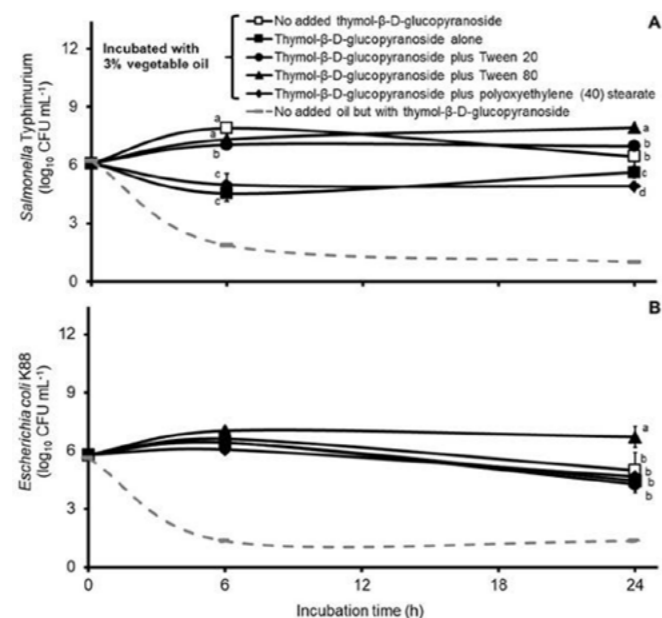 A
12
9
6
3
0
Salmonella Typhimurium
(log10 CFU mL-1)
Incubated with
3% vegetable oil
No added thymol-β-D-glucopyranoside
Thymol-β-D-glucopyranoside alone
Thymol-β-D-glucopyranoside plus Tween 20
Thymol-β-D-glucopyranoside plus Tween 80
Thymol-β-D-glucopyranoside plus polyoxyethylene (40) stearate
No added oil but with thymol-β-D-glucopyranoside
a
a
b
c
c
a
b
b
c
d
B
12
9
6
3
0
Escherichia coli K88
(log10 CFU mL-1)
a
b
b
b
b
0
6
12
18
24
Incubation time (h)